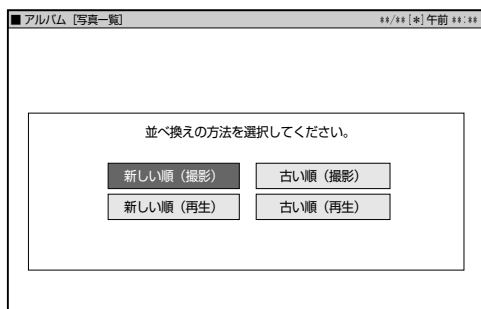 ■ アルバム [写真一覧] **/** [*] 午前 **:**
並べ換えの方法を選択してください。
新しい順（撮影） 古い順（撮影）
新しい順（再生） 古い順（再生）